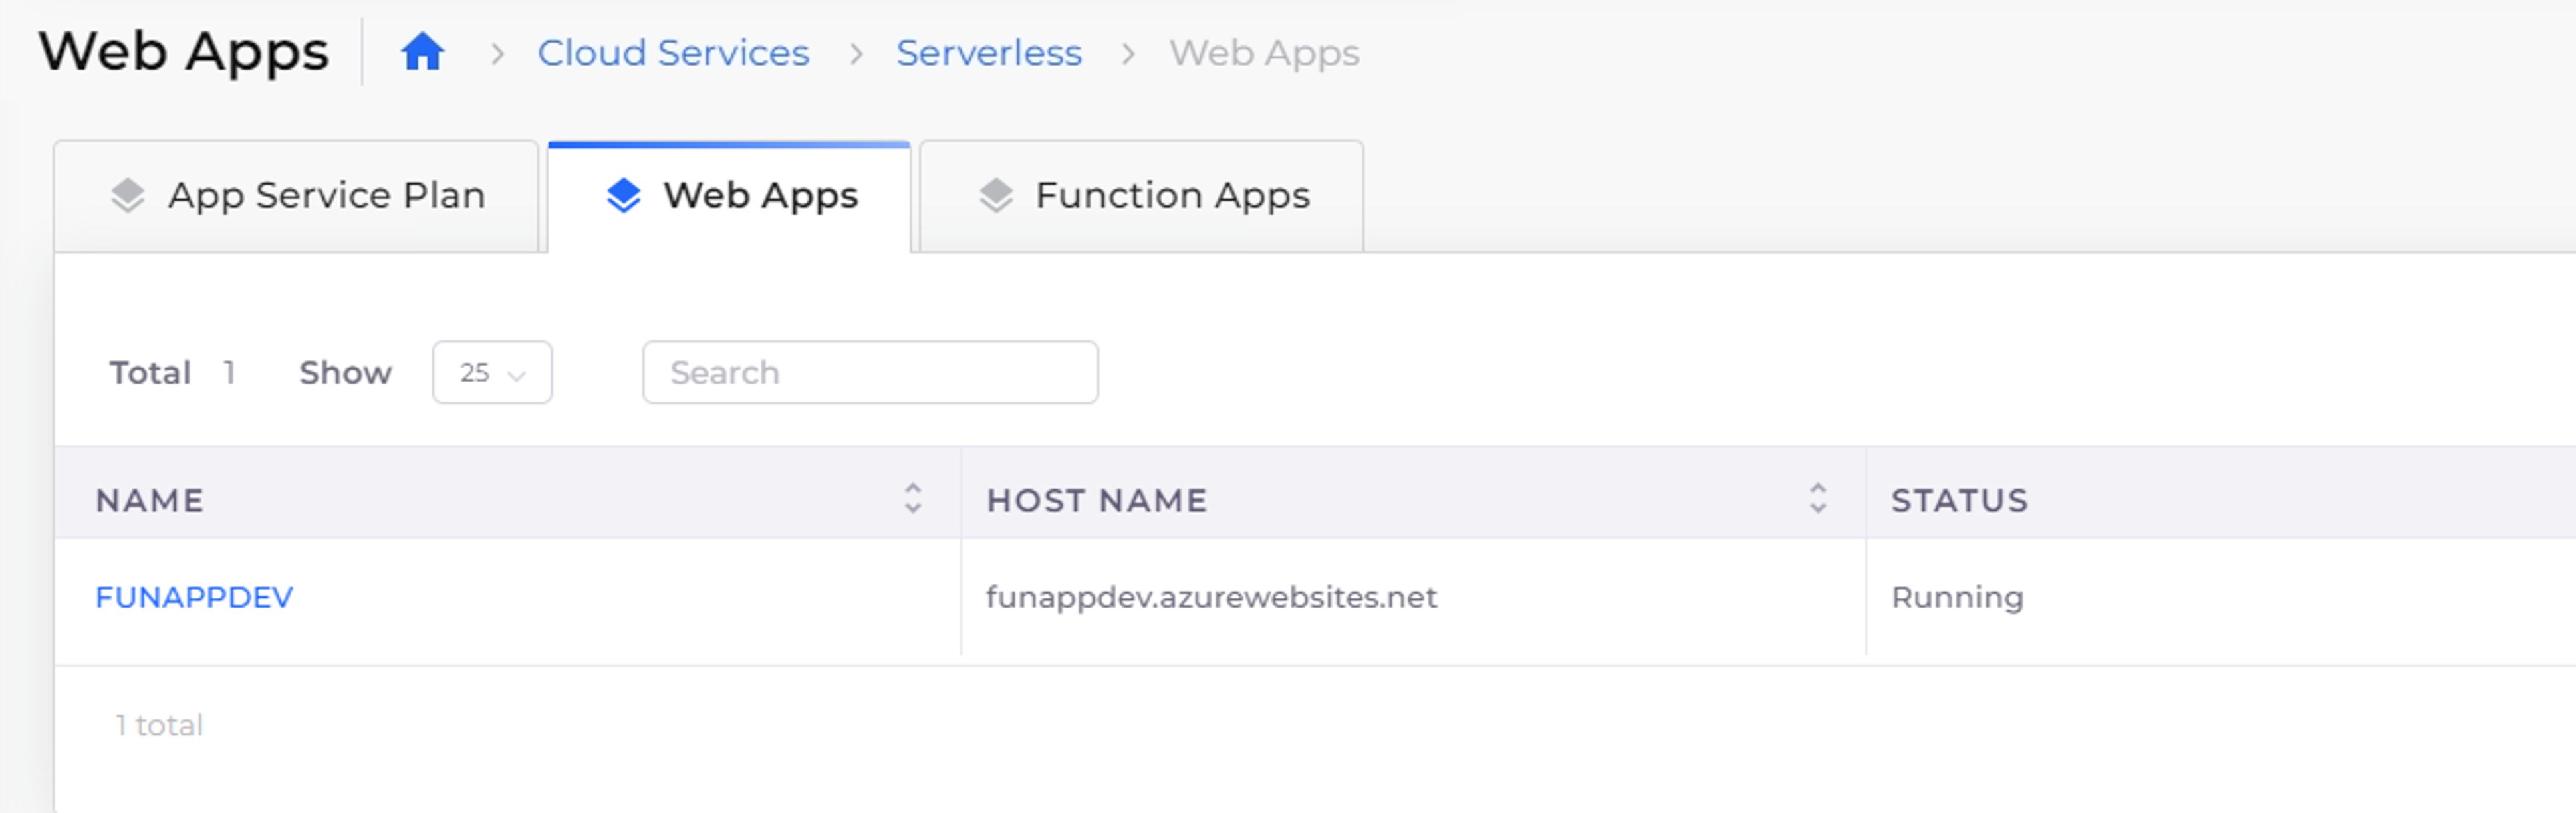 Web Apps Cloud Services Serverless Web Apps
App Service Plan Web Apps Function Apps
Total 1 Show 25 Search
NAME HOST NAME STATUS
FUNAPPDEV funappdev.azurewebsites.net Running
1 total